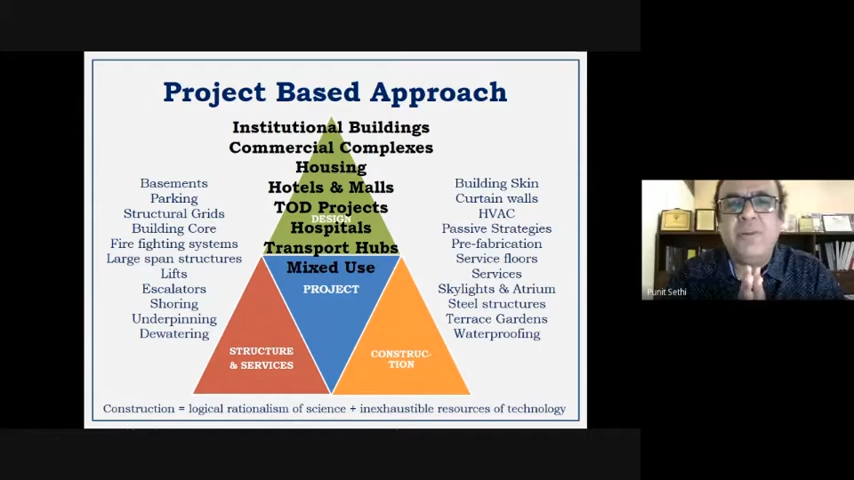 Project Based Approach
Institutional Buildings
Commercial Complexes
Housing
Hotels & Malls
TOD Projects
DESIGN
Hospitals
Transport Hubs
Mixed Use
PROJECT
Basements
Parking
Structural Grids
Building Core
Fire fighting systems
Large span structures
Lifts
Escalators
Shoring
Underpinning
Dewatering
Building Skin
Curtain walls
HVAC
Passive Strategies
Pre-fabrication
Service floors
Services
Skylights & Atrium
Steel structures
Terrace Gardens
Waterproofing
STRUCTURE
& SERVICES
CONSTRUC-
TION
Construction = logical rationalism of science + inexhaustible resources of technology
Punit Sethi